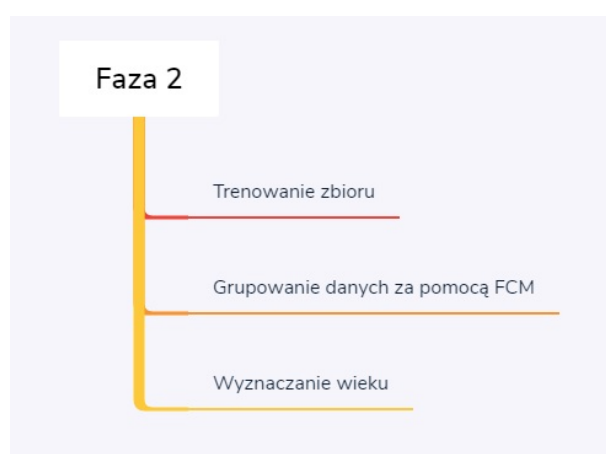 Faza 2
Trenowanie zbioru
Grupowanie danych za pomocą FCM
Wyznaczanie wieku